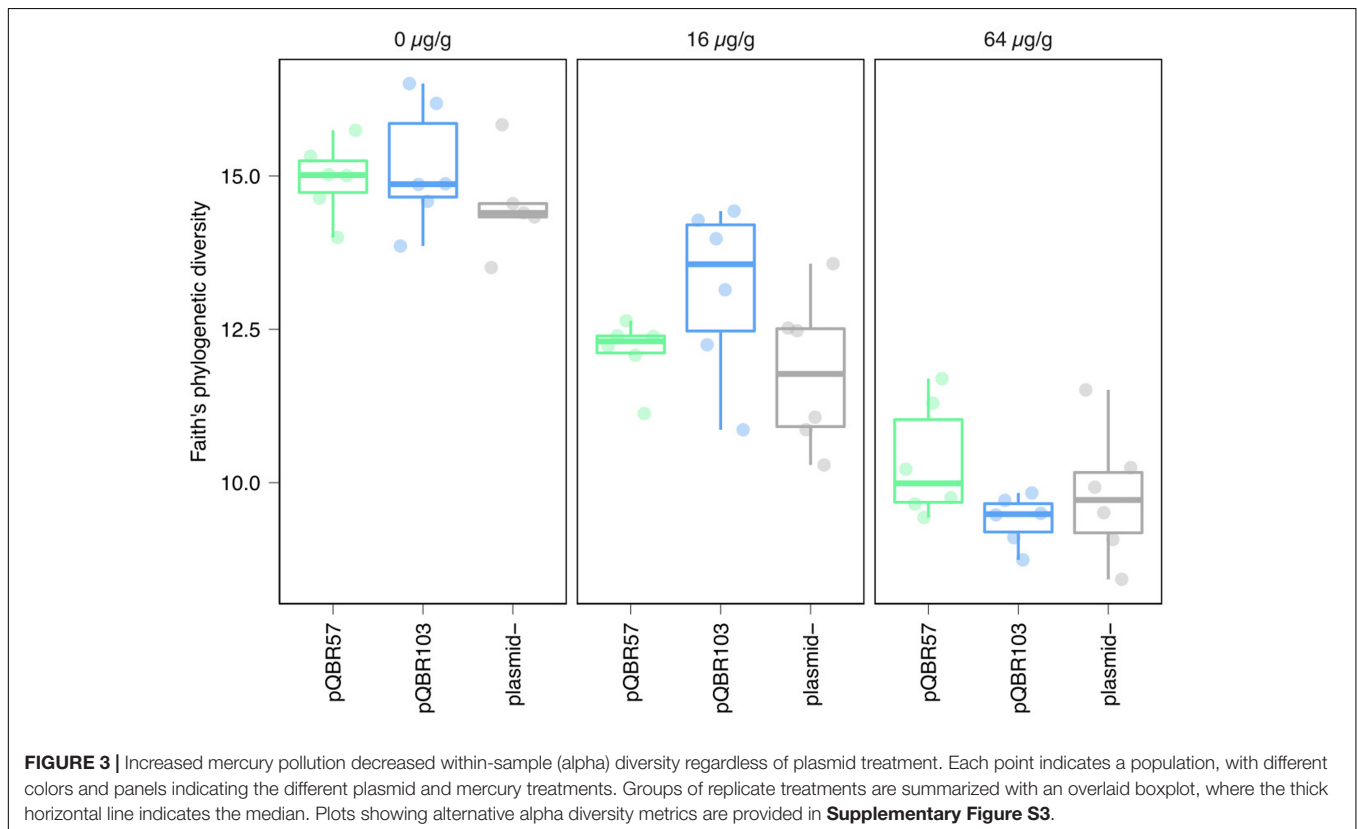 0 µg/g 16 µg/g 64 µg/g
Faith's phylogenetic diversity
15.0
12.5
10.0
pQBR57 pQBR103 plasmid− pQBR57 pQBR103 plasmid− pQBR57 pQBR103 plasmid−
FIGURE 3 | Increased mercury pollution decreased within-sample (alpha) diversity regardless of plasmid treatment. Each point indicates a population, with different
colors and panels indicating the different plasmid and mercury treatments. Groups of replicate treatments are summarized with an overlaid boxplot, where the thick
horizontal line indicates the median. Plots showing alternative alpha diversity metrics are provided in Supplementary Figure S3.